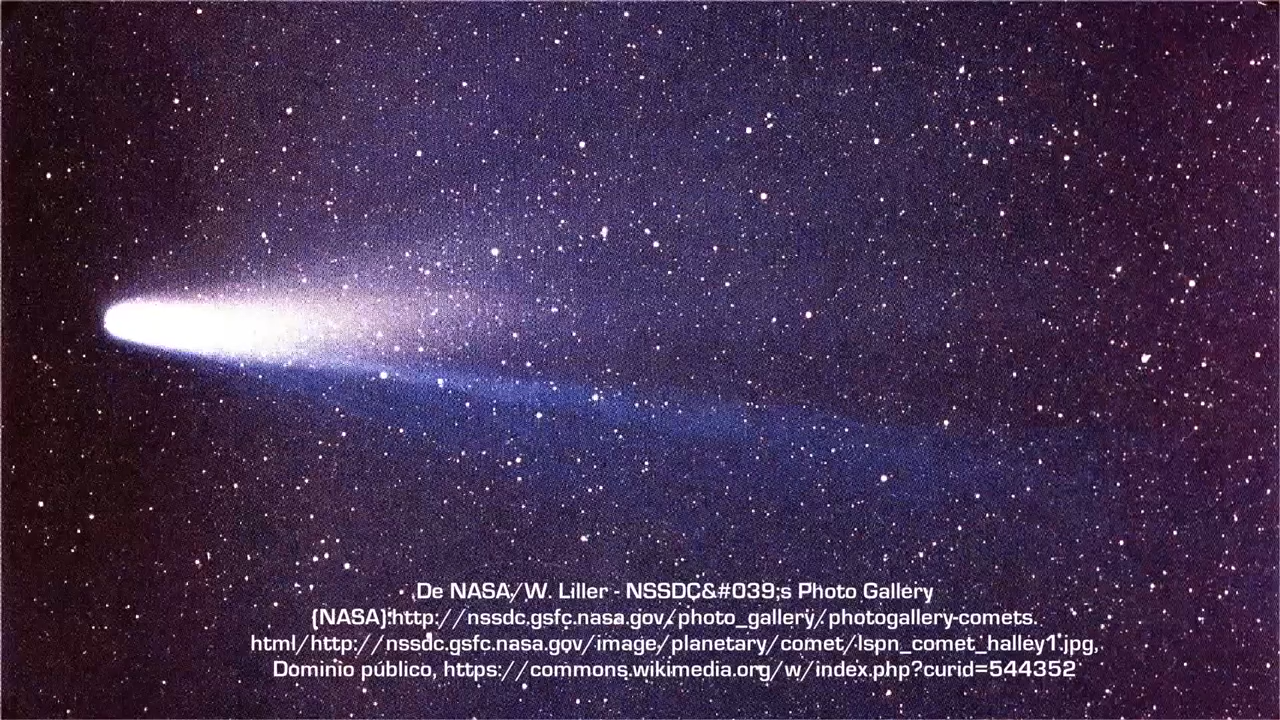 De NASA/W. Liller - NSSDC&#039;s Photo Gallery
(NASA):http://nssdc.gsfc.nasa.gov/photo_gallery/photogallery-comets.
html/http://nssdc.gsfc.nasa.gov/image/planetary/comet/lspn_comet_halley1.jpg,
Dominio público, https://commons.wikimedia.org/w/index.php?curid=544352